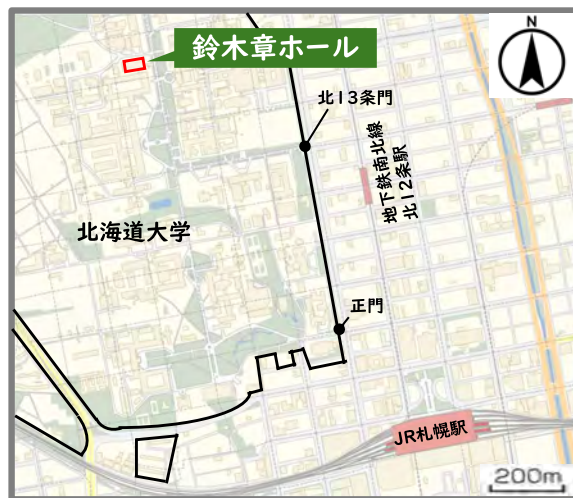 鈴木章ホール
N
北13条門
地下鉄南北線
北12条駅
北海道大学
正門
JR札幌駅
200m